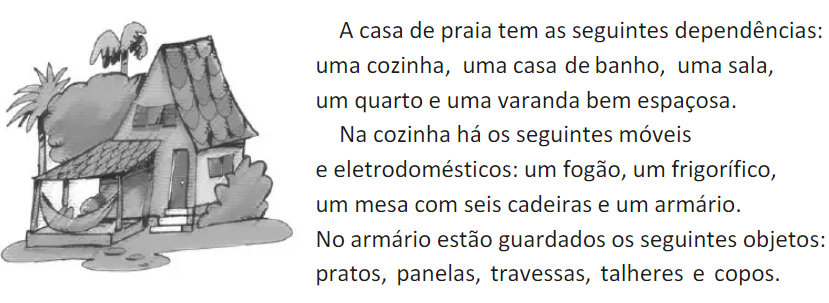 A casa de praia tem as seguintes dependências:
uma cozinha, uma casa de banho, uma sala,
um quarto e uma varanda bem espaçosa.
Na cozinha há os seguintes móveis
e eletrodomésticos: um fogão, um frigorífico,
um mesa com seis cadeiras e um armário.
No armário estão guardados os seguintes objetos:
pratos, panelas, travessas, talheres e copos.